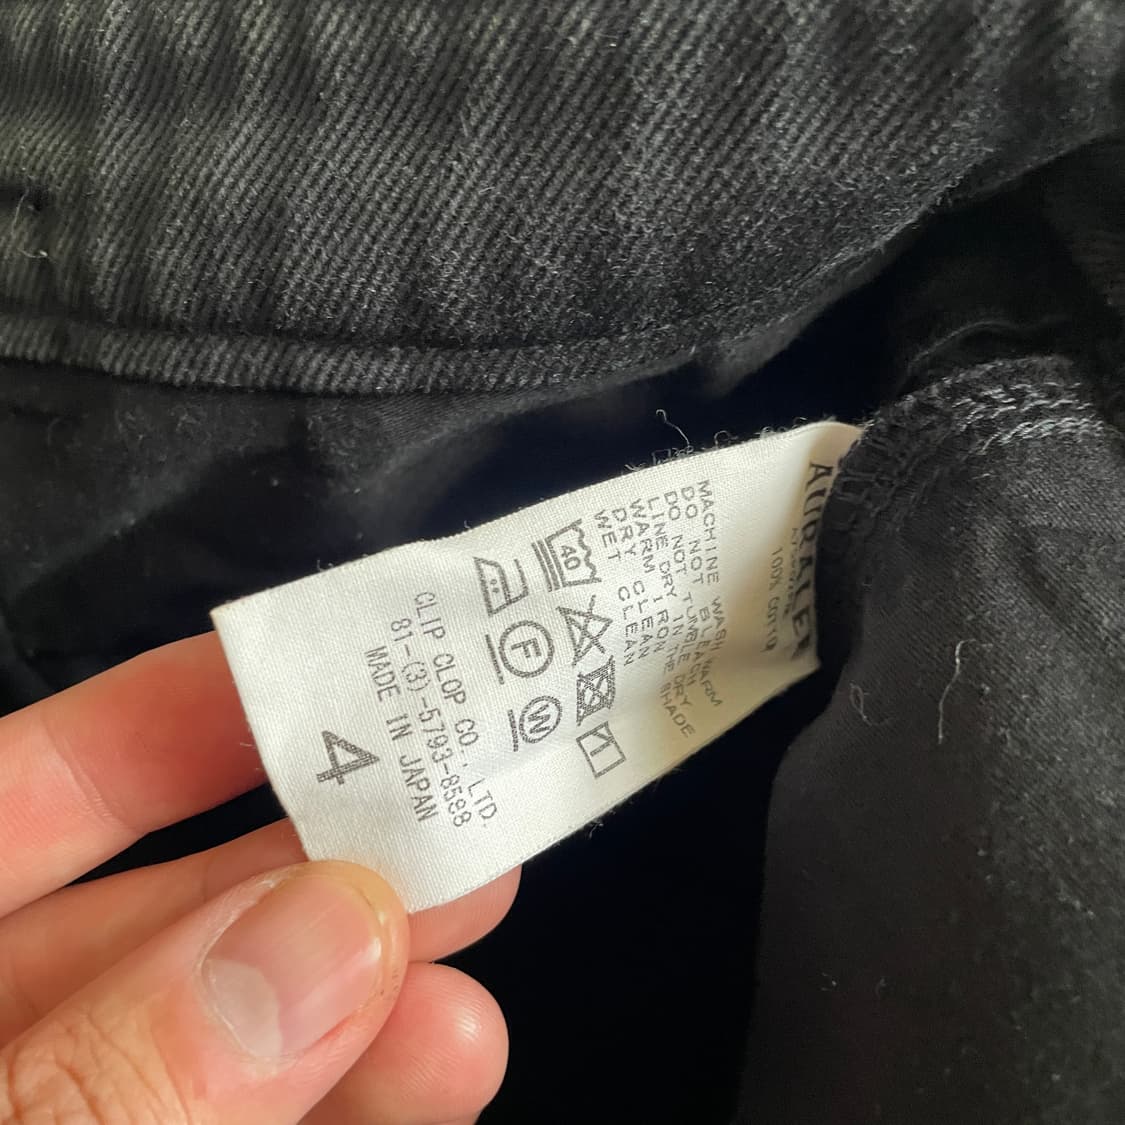 AURALEE
100% COTTON
MACHINE WASH WARM
DO NOT BLEACH
DO NOT TUMBLE DRY
LINE DRY IN THE SHADE
WARM IRON
DRY CLEAN
WET CLEAN
40
F
W
CLIP CLOP CO., LTD.
81-(3)-5793-8588
MADE IN JAPAN
4